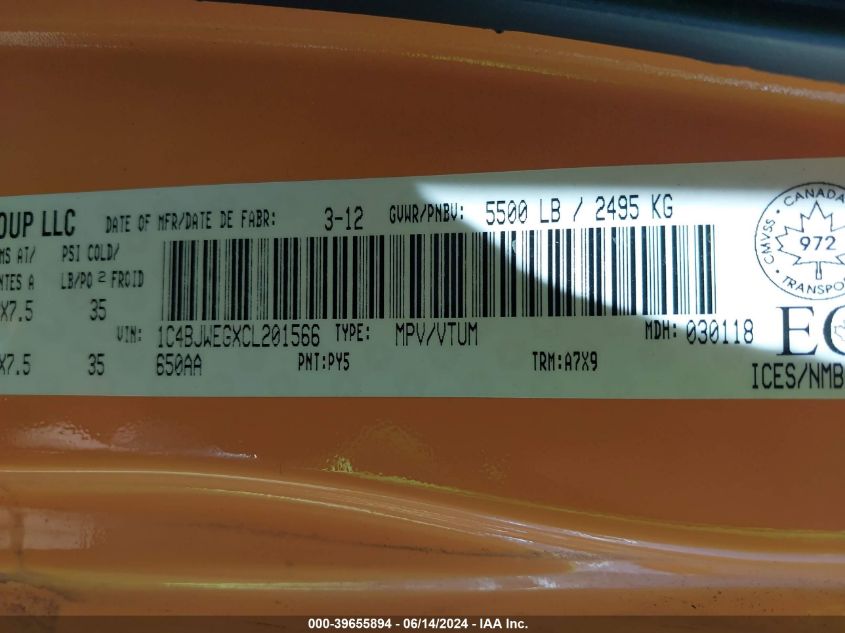 OUP LLC DATE OF MFR/DATE DE FABR: 3-12 GVWR/PNBV: 5500 LB / 2495 KG
MS AT/ PSI COLD/
NTES A LB/PO 2 FROID
X7.5 35
VIN: 1C4BJWEGXCL201566 TYPE: MPV/VTUM MDH: 030118
X7.5 35 650AA PNT:PY5 TRM:A7X9
CANADA
CMVSS
972
TRANSPO
EC
ICES/NMB
000-39655894 / 06/14/2024 - IAA Inc.